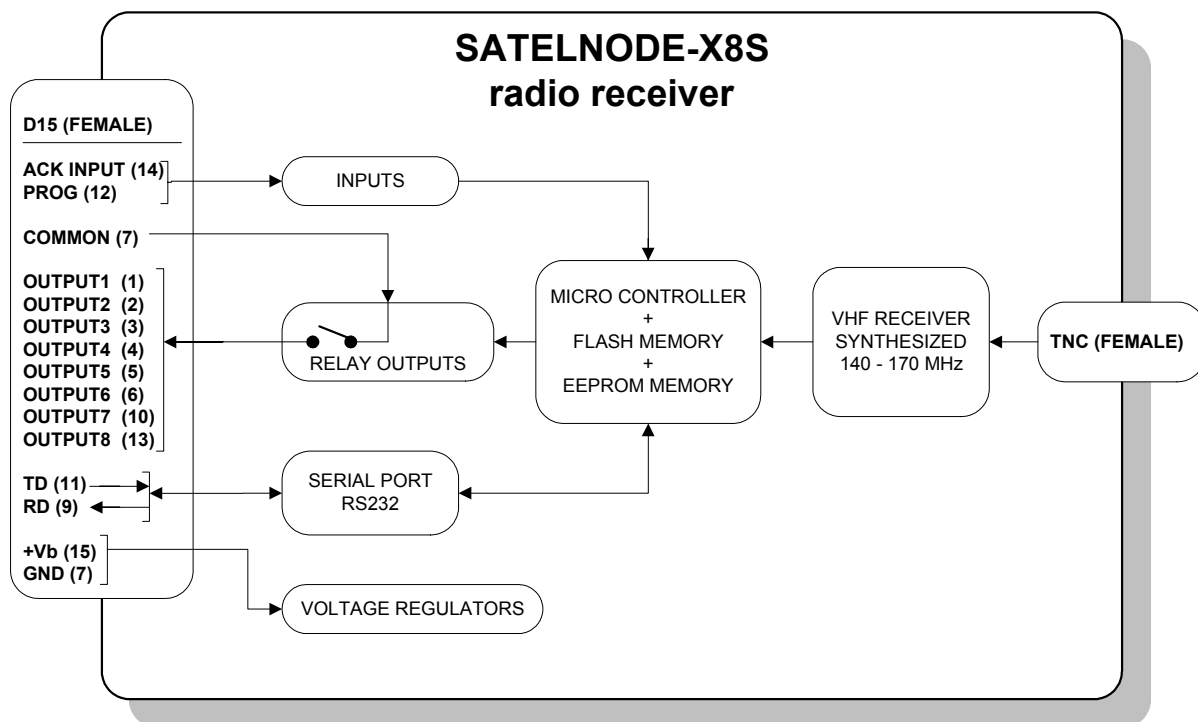 SATELNODE-X8S
radio receiver
D15 (FEMALE)
ACK INPUT (14)
PROG (12)
COMMON (7)
OUTPUT1 (1)
OUTPUT2 (2)
OUTPUT3 (3)
OUTPUT4 (4)
OUTPUT5 (5)
OUTPUT6 (6)
OUTPUT7 (10)
OUTPUT8 (13)
TD (11)
RD (9)
+Vb (15)
GND (7)
INPUTS
RELAY OUTPUTS
SERIAL PORT
RS232
VOLTAGE REGULATORS
MICRO CONTROLLER
+
FLASH MEMORY
+
EEPROM MEMORY
VHF RECEIVER
SYNTHESIZED
140 - 170 MHz
TNC (FEMALE)